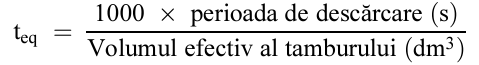 t_eq = 1000 × perioada de descărcare (s)
Volumul efectiv al tamburului (dm³)